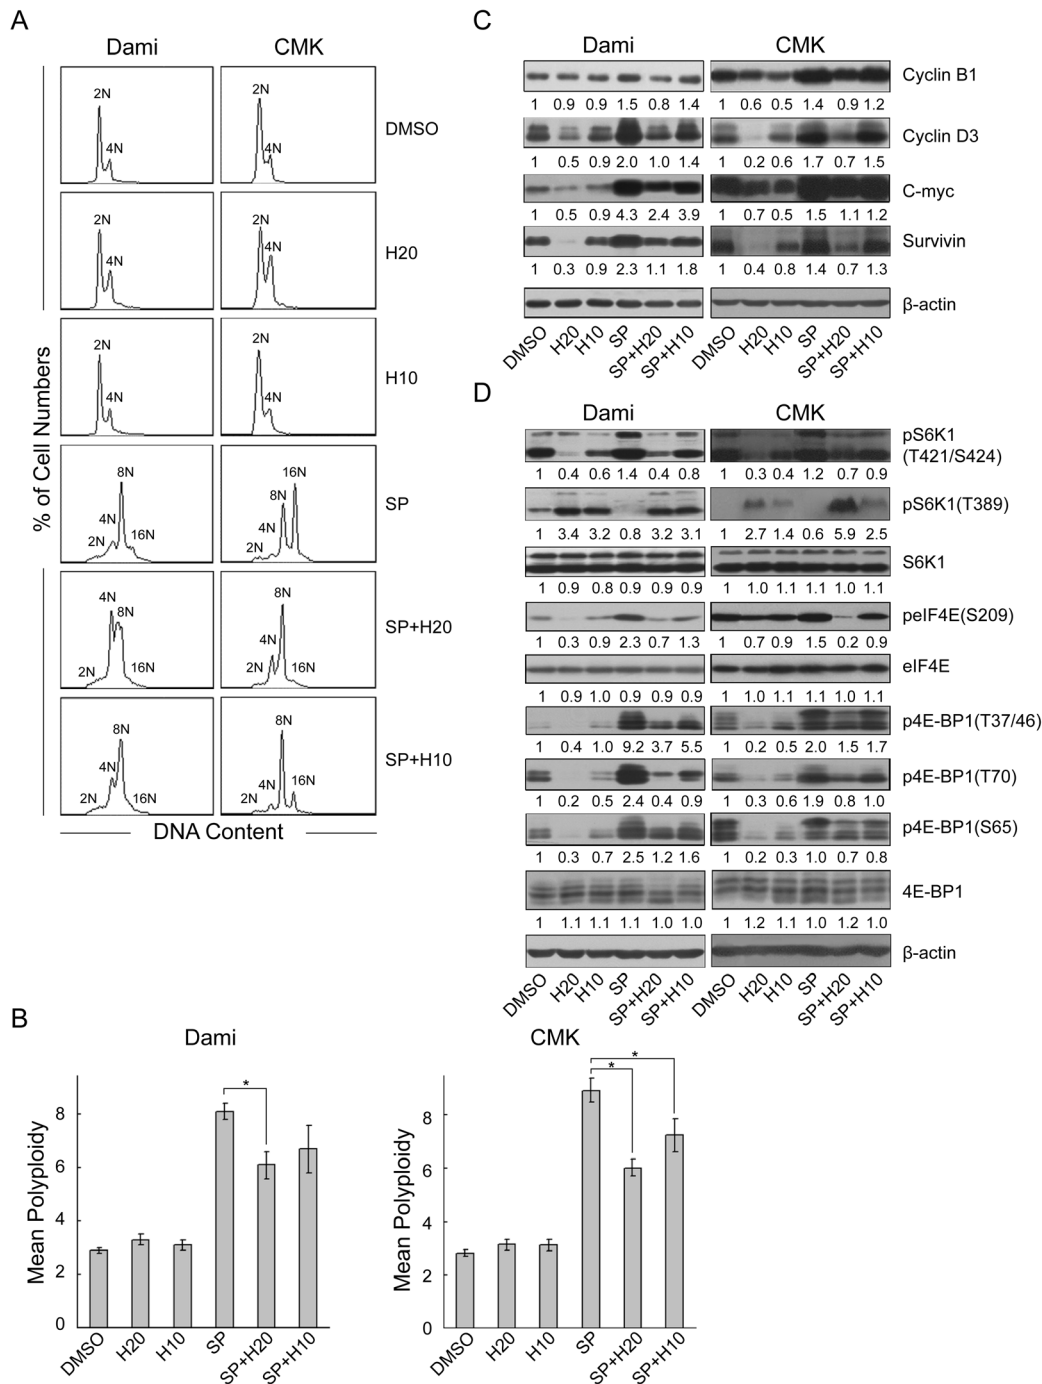 A
Dami CMK
2N 4N 2N 4N DMSO
2N 4N 2N 4N H20
2N 4N 2N 4N H10
2N 4N 8N 16N 2N 4N 8N 16N SP
2N 4N 8N 16N 2N 4N 8N 16N SP+H20
2N 4N 8N 16N 2N 4N 8N 16N SP+H10
% of Cell Numbers
DNA Content
C
Dami CMK
Cyclin B1
1 0.9 0.9 1.5 0.8 1.4 1 0.6 0.5 1.4 0.9 1.2
Cyclin D3
1 0.5 0.9 2.0 1.0 1.4 1 0.2 0.6 1.7 0.7 1.5
C-myc
1 0.5 0.9 4.3 2.4 3.9 1 0.7 0.5 1.5 1.1 1.2
Survivin
1 0.3 0.9 2.3 1.1 1.8 1 0.4 0.8 1.4 0.7 1.3
β-actin
DMSO H20 H10 SP SP+H20 SP+H10 DMSO H20 H10 SP SP+H20 SP+H10
D
Dami CMK
pS6K1
(T421/S424)
1 0.4 0.6 1.4 0.4 0.8 1 0.3 0.4 1.2 0.7 0.9
pS6K1(T389)
1 3.4 3.2 0.8 3.2 3.1 1 2.7 1.4 0.6 5.9 2.5
S6K1
1 0.9 0.8 0.9 0.9 0.9 1 1.0 1.1 1.1 1.0 1.1
peIF4E(S209)
1 0.3 0.9 2.3 0.7 1.3 1 0.7 0.9 1.5 0.2 0.9
eIF4E
1 0.9 1.0 0.9 0.9 0.9 1 1.0 1.1 1.1 1.0 1.1
p4E-BP1(T37/46)
1 0.4 1.0 9.2 3.7 5.5 1 0.2 0.5 2.0 1.5 1.7
p4E-BP1(T70)
1 0.2 0.5 2.4 0.4 0.9 1 0.3 0.6 1.9 0.8 1.0
p4E-BP1(S65)
1 0.3 0.7 2.5 1.2 1.6 1 0.2 0.3 1.0 0.7 0.8
4E-BP1
1 1.1 1.1 1.1 1.0 1.0 1 1.2 1.1 1.0 1.2 1.0
β-actin
DMSO H20 H10 SP SP+H20 SP+H10 DMSO H20 H10 SP SP+H20 SP+H10
B
Dami
Mean Polyploidy
8
6
4
2
0
*
DMSO H20 H10 SP SP+H20 SP+H10
CMK
Mean Polyploidy
8
6
4
2
0
*
*
DMSO H20 H10 SP SP+H20 SP+H10